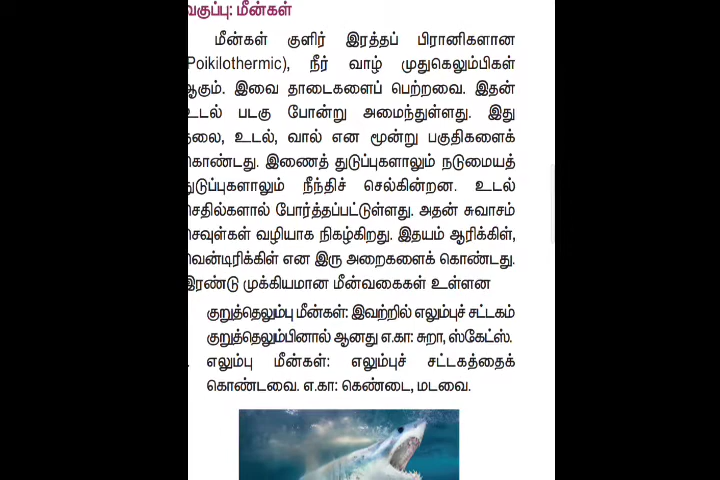 வகுப்பு: மீன்கள்
மீன்கள் குளிர் இரத்தப் பிராணிகளான
Poikilothermic), நீர் வாழ் முதுகெலும்பிகள்
ஆகும். இவை தாடைகளைப் பெற்றவை. இதன்
உடல் படகு போன்று அமைந்துள்ளது. இது
தலை, உடல், வால் என மூன்று பகுதிகளைக்
கொண்டது. இணைத் துடுப்புகளாலும் நடுமையத்
துடுப்புகளாலும் நீந்திச் செல்கின்றன. உடல்
செதில்களால் போர்த்தப்பட்டுள்ளது. அதன் சுவாசம்
செவுள்கள் வழியாக நிகழ்கிறது. இதயம் ஆரிக்கிள்,
வென்டிரிக்கிள் என இரு அறைகளைக் கொண்டது.
இரண்டு முக்கியமான மீன்வகைகள் உள்ளன
குறுத்தெலும்பு மீன்கள்: இவற்றில் எலும்புச் சட்டகம்
குறுத்தெலும்பினால் ஆனது எ.கா: சுறா, ஸ்கேட்ஸ்.
. எலும்பு மீன்கள்: எலும்புச் சட்டகத்தைக்
கொண்டவை. எ.கா: கெண்டை, மடவை.